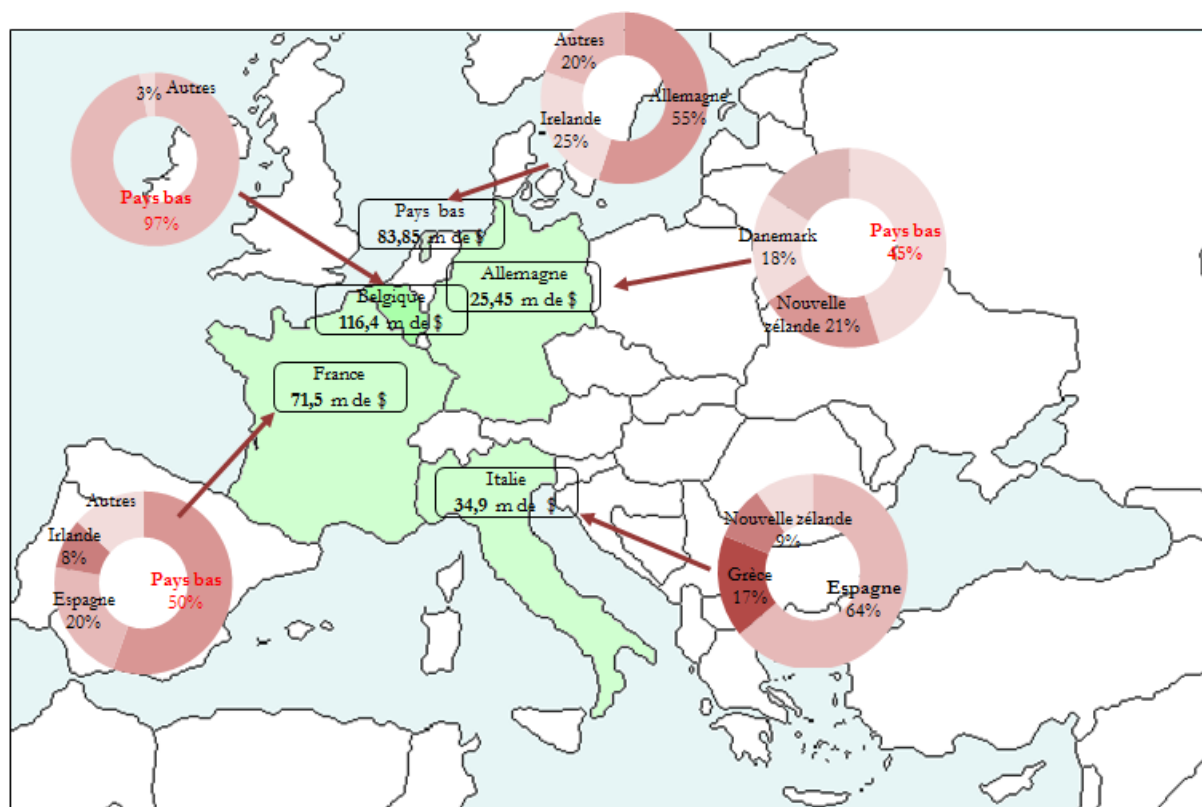 Autres
3%
Pays bas
97%
Autres
20%
Irelande
25%
Allemagne
55%
Pays bas
83,85 m de $
Danemark
18%
Pays bas
45%
Nouvelle
zélande 21%
Allemagne
25,45 m de $
Belgique
116,4 m de $
France
71,5 m de $
Italie
34,9 m de $
Autres
Irlande
8%
Espagne
20%
Pays bas
50%
Nouvelle zélande
9%
Grèce
17%
Espagne
64%